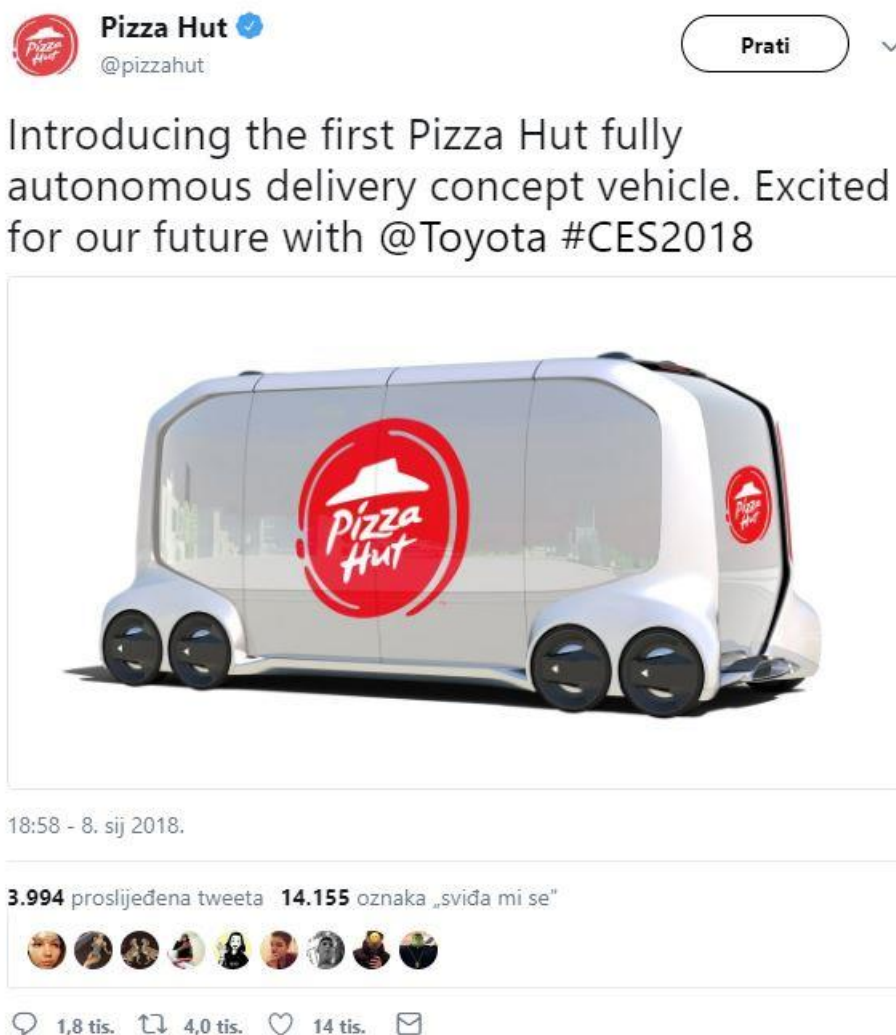 Pizza Hut
@pizzahut
Prati
Introducing the first Pizza Hut fully
autonomous delivery concept vehicle. Excited
for our future with @Toyota #CES2018
Pizza
Hut
Pizza
Hut
18:58 - 8. sij 2018.
3.994 proslijeđena tweeta 14.155 oznaka „sviđa mi se”
1,8 tis. 4,0 tis. 14 tis.